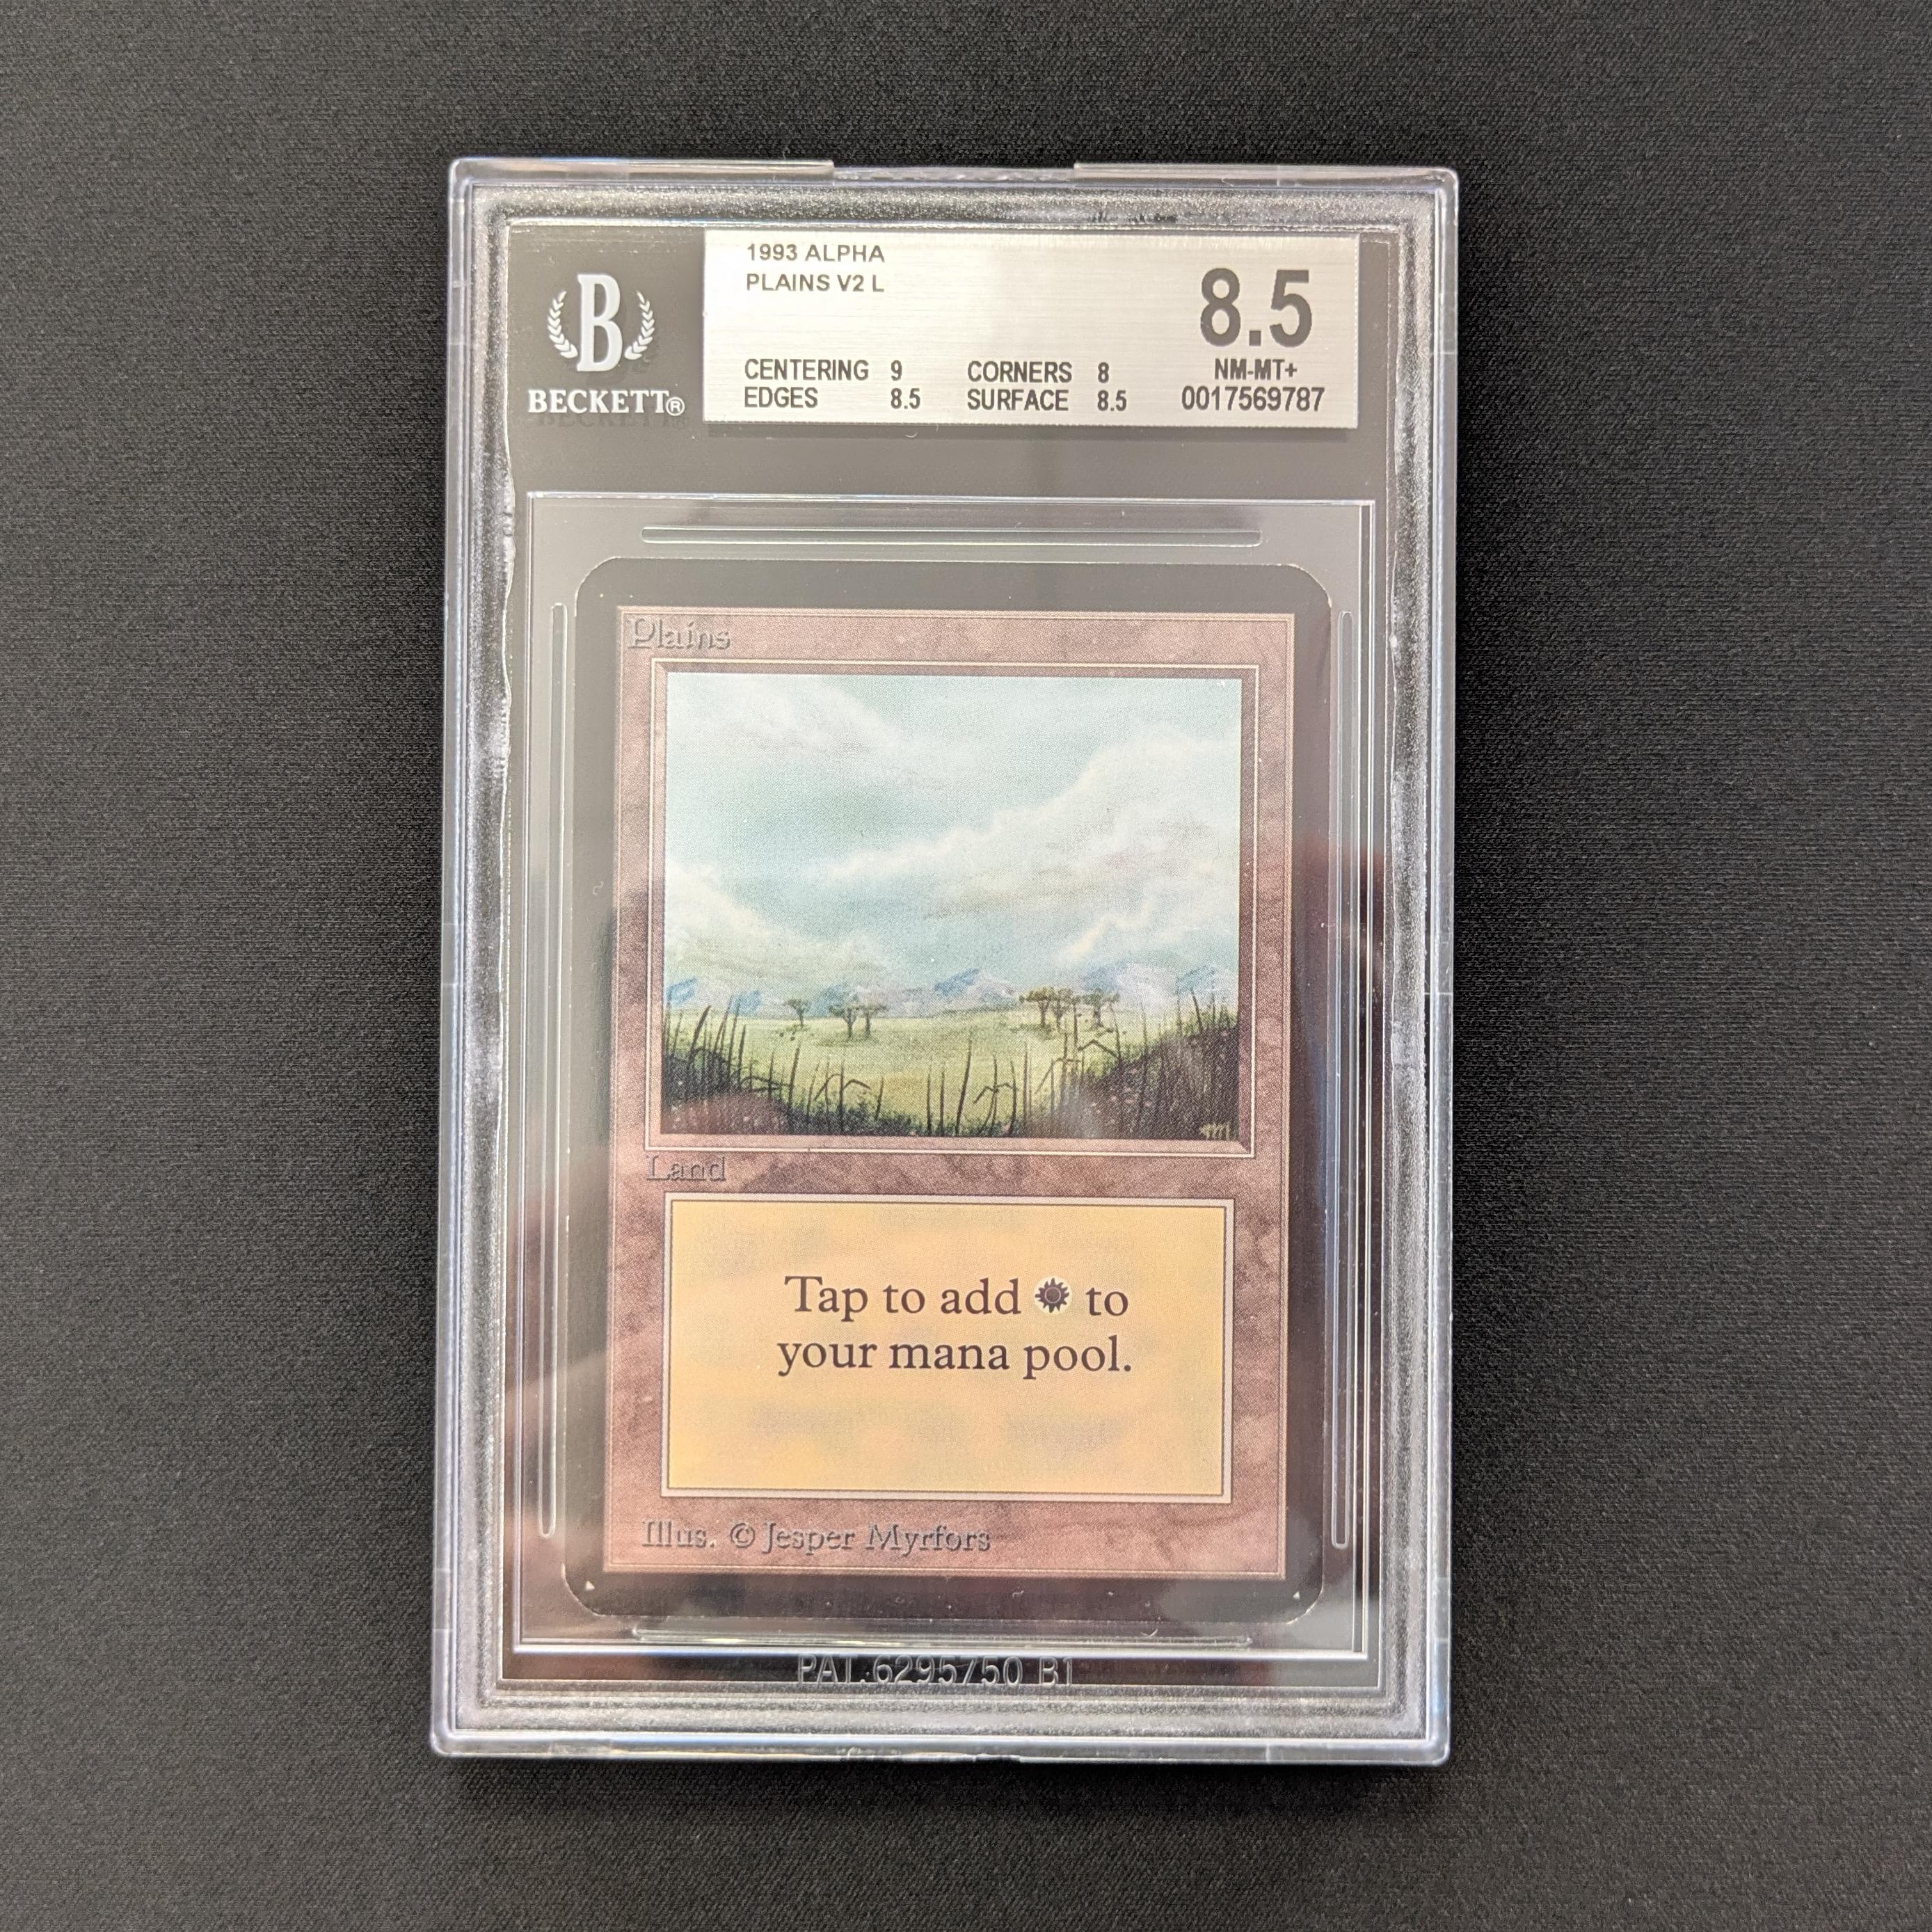 1993 ALPHA
PLAINS V2 L
8.5
CENTERING 9 CORNERS 8 NM-MT+
EDGES 8.5 SURFACE 8.5 0017569787
B
BECKETT®
Plains
Land
Tap to add to
your mana pool.
Illus. © Jesper Myrfors
PAT. 6295750 B1